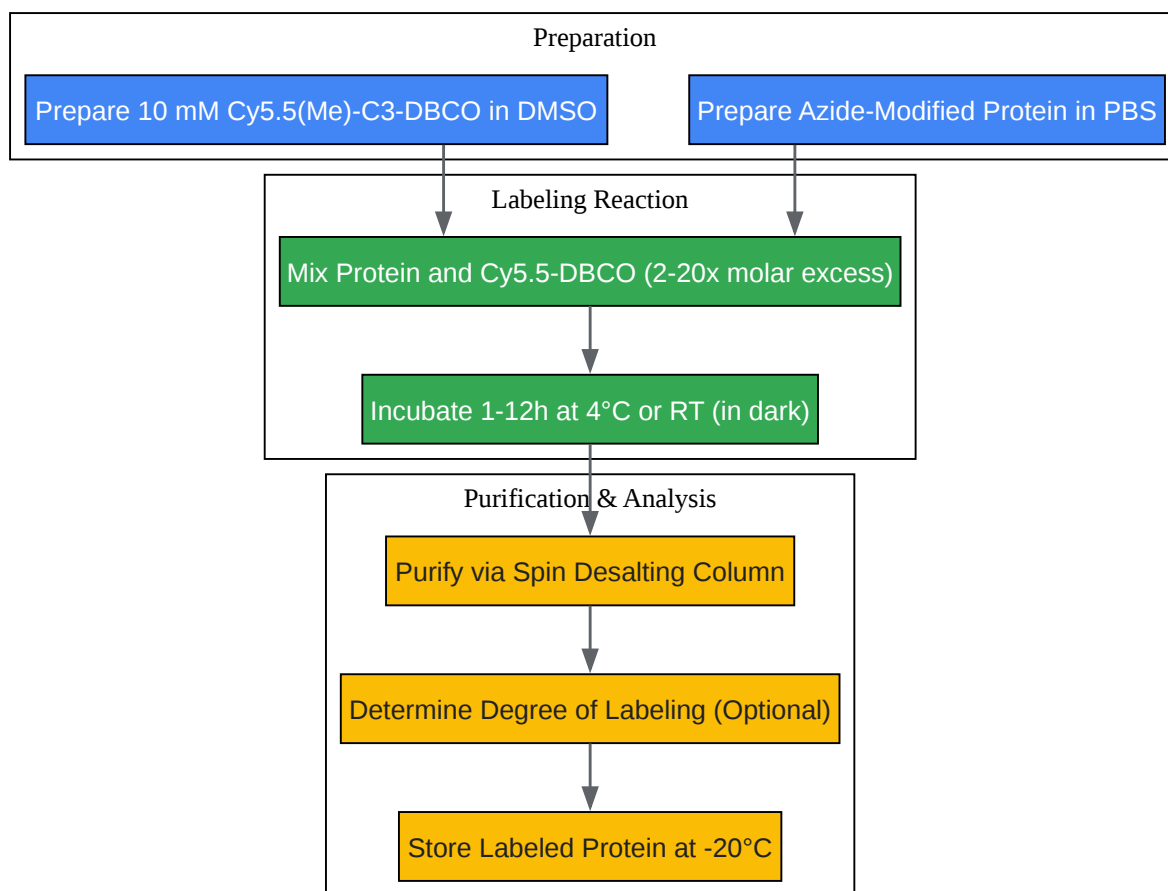 Preparation
Prepare 10 mM Cy5.5(Me)-C3-DBCO in DMSO
Prepare Azide-Modified Protein in PBS
Labeling Reaction
Mix Protein and Cy5.5-DBCO (2-20x molar excess)
Incubate 1-12h at 4°C or RT (in dark)
Purification & Analysis
Purify via Spin Desalting Column
Determine Degree of Labeling (Optional)
Store Labeled Protein at -20°C